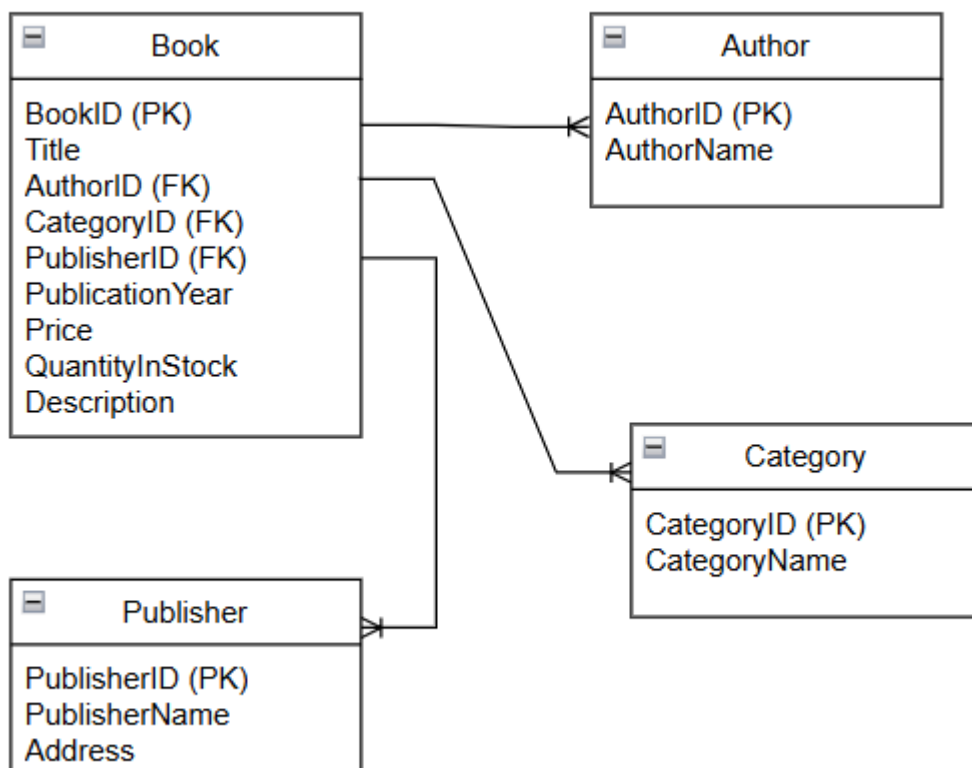 Book
BookID (PK)
Title
AuthorID (FK)
CategoryID (FK)
PublisherID (FK)
PublicationYear
Price
QuantityInStock
Description
Author
AuthorID (PK)
AuthorName
Category
CategoryID (PK)
CategoryName
Publisher
PublisherID (PK)
PublisherName
Address